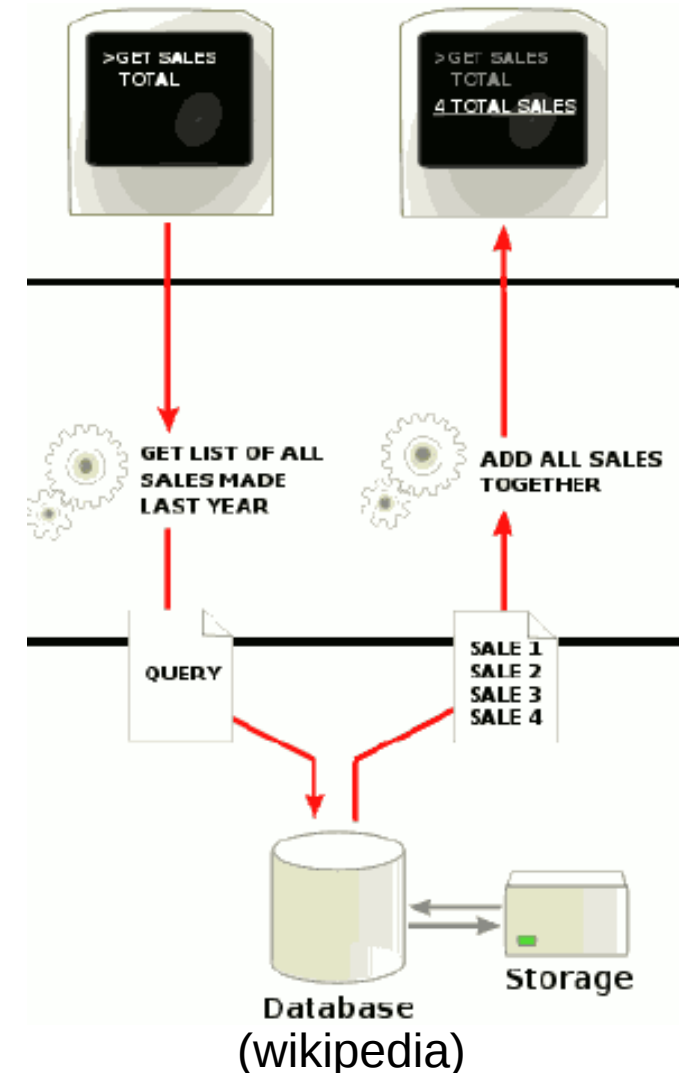 >GET SALES
TOTAL
>GET SALES
TOTAL
4 TOTAL SALES
GET LIST OF ALL
SALES MADE
LAST YEAR
ADD ALL SALES
TOGETHER
QUERY
SALE 1
SALE 2
SALE 3
SALE 4
Database
Storage
(wikipedia)